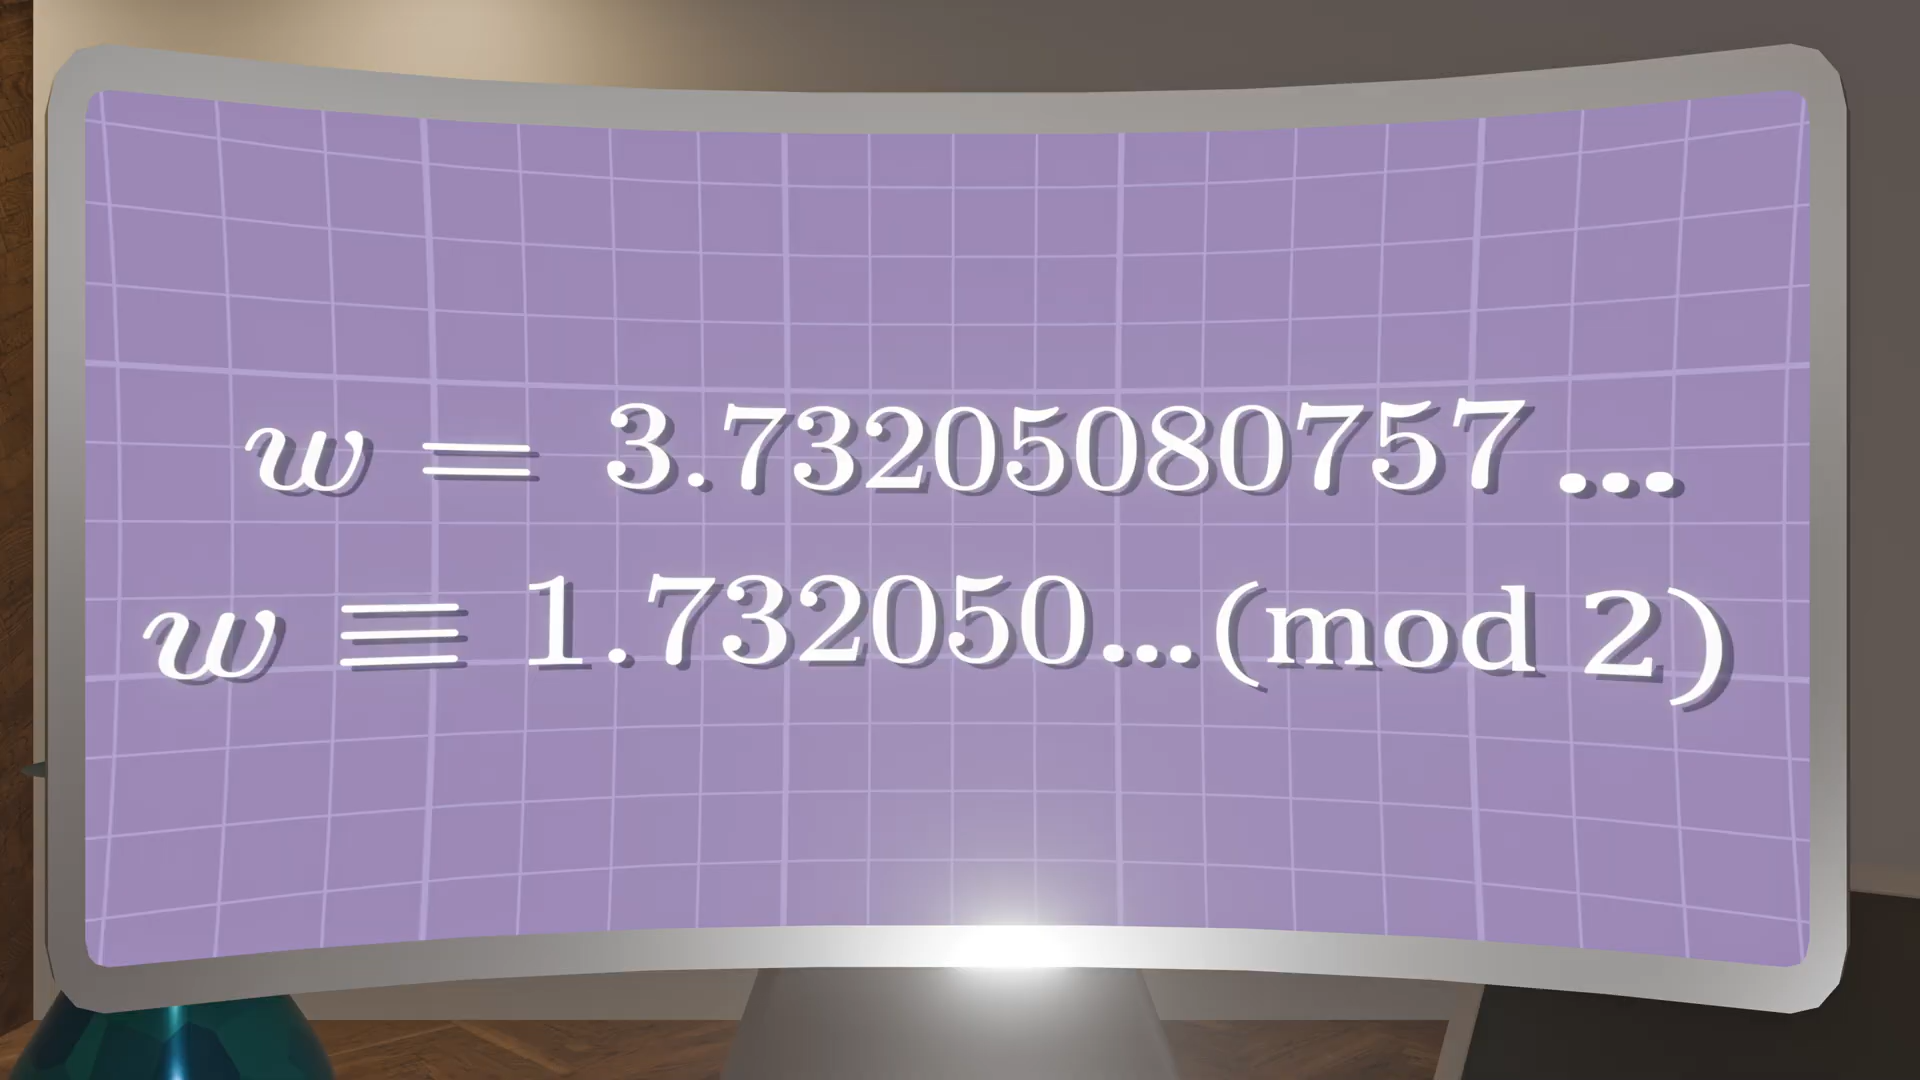 w = 3.73205080757...
w ≡ 1.732050...(mod 2)